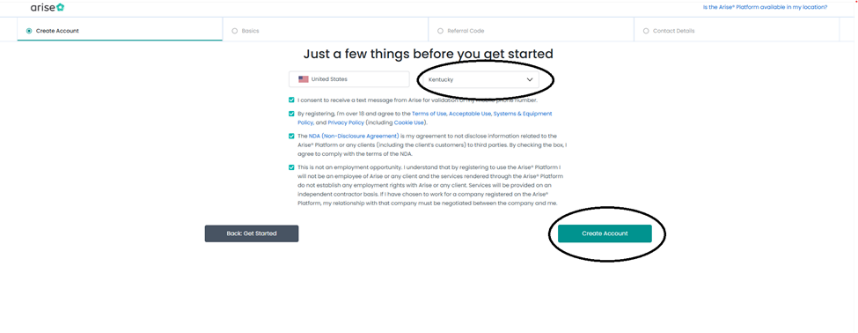 arise
Is the Arise® Platform available in my location?
Create Account
Basics
Referral Code
Contact Details
Just a few things before you get started
United States
Kentucky
I consent to receive a text message from Arise for validation of my mobile phone number.
By registering, I'm over 18 and agree to the Terms of Use, Acceptable Use, Systems & Equipment
Policy, and Privacy Policy (including Cookie Use).
The NDA (Non-Disclosure Agreement) is my agreement to not disclose information related to the
Arise® Platform or any clients (including the client's customers) to third parties. By checking the box, I
agree to comply with the terms of the NDA.
This is not an employment opportunity. I understand that by registering to use the Arise® Platform I
will not be an employee of Arise or any client and the services rendered through the Arise® Platform
do not establish any employment rights with Arise or any client. Services will be provided on an
independent contractor basis. If I have chosen to work for a company registered on the Arise®
Platform, my relationship with that company must be negotiated between the company and me.
Back: Get Started
Create Account